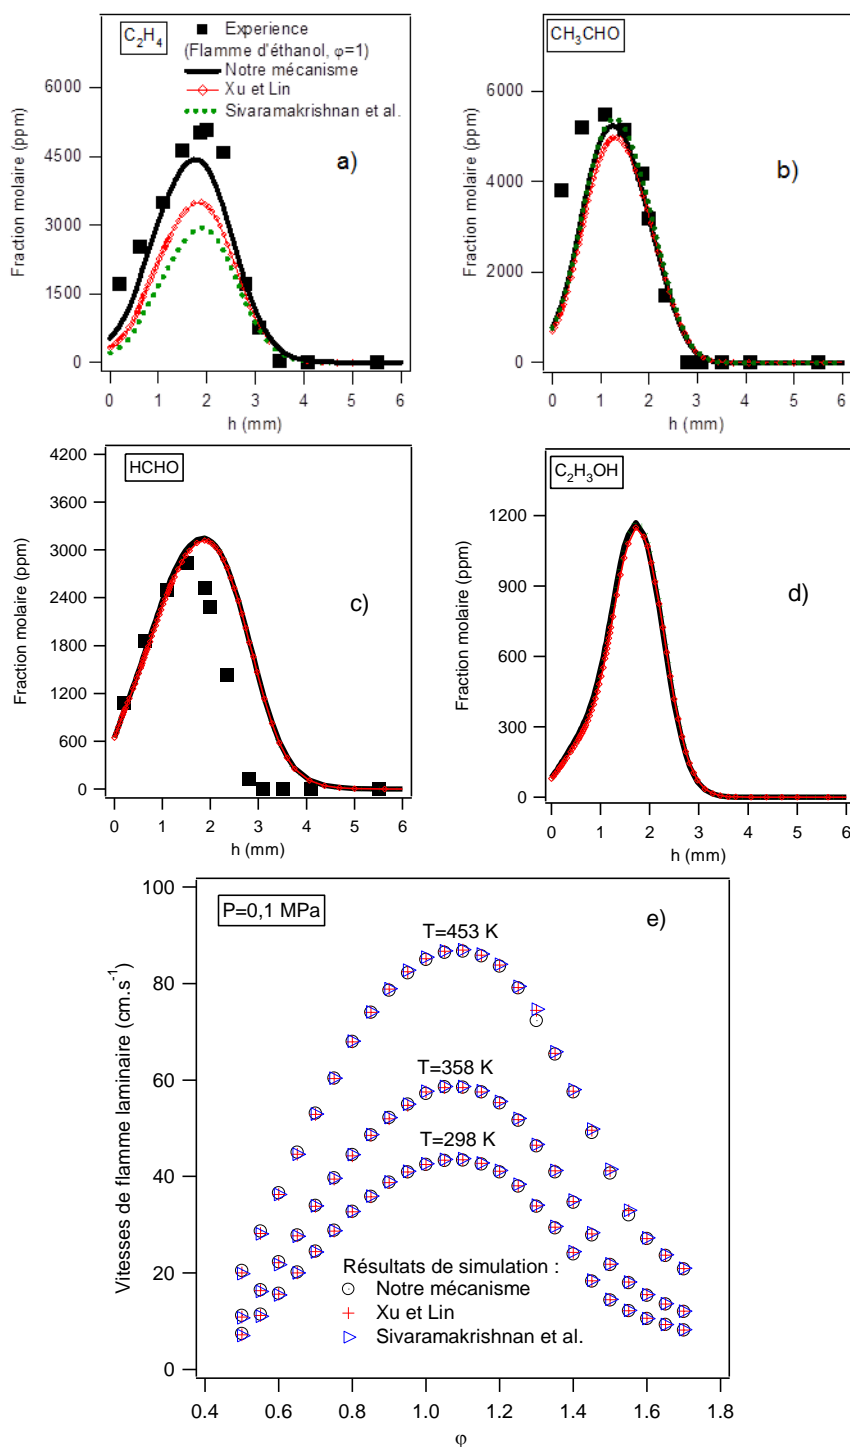 C₂H₄
Experience
(Flamme d'éthanol, φ=1)
Notre mécanisme
Xu et Lin
Sivaramakrishnan et al.
a)
Fraction molaire (ppm)
6000
4500
3000
1500
0
0 1 2 3 4 5 6
h (mm)
CH₃CHO
b)
Fraction molaire (ppm)
6000
4000
2000
0
0 1 2 3 4 5 6
h (mm)
HCHO
c)
Fraction molaire (ppm)
4200
3600
3000
2400
1800
1200
600
0
0 1 2 3 4 5 6
h (mm)
C₂H₃OH
d)
Fraction molaire (ppm)
1200
900
600
300
0
0 1 2 3 4 5 6
h (mm)
P=0,1 MPa
e)
T=453 K
T=358 K
T=298 K
Résultats de simulation :
Notre mécanisme
Xu et Lin
Sivaramakrishnan et al.
Vitesses de flamme laminaire (cm.s⁻¹)
100
80
60
40
20
0
0.4 0.6 0.8 1.0 1.2 1.4 1.6 1.8
φ